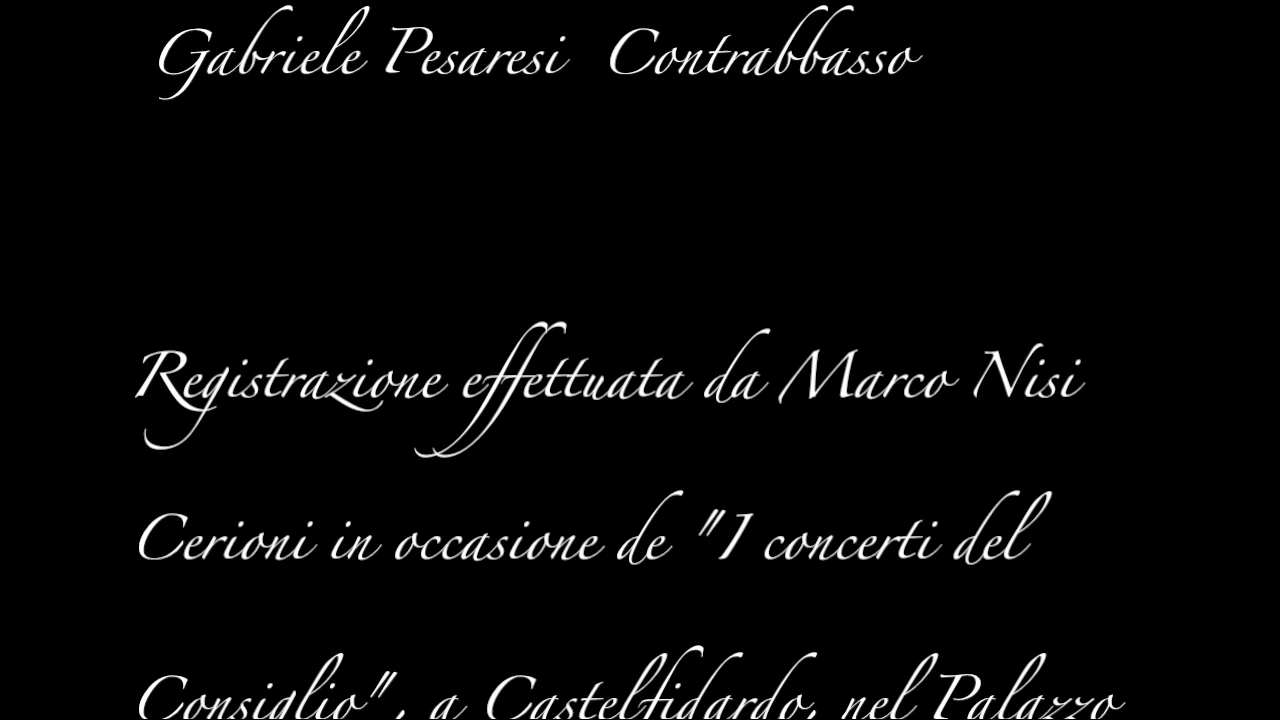 Gabriele Pesaresi Contrabbasso
Registrazione effettuata da Marco Nisi
Cerioni in occasione de "I concerti del
Consiglio", a Castelfidardo, nel Palazzo